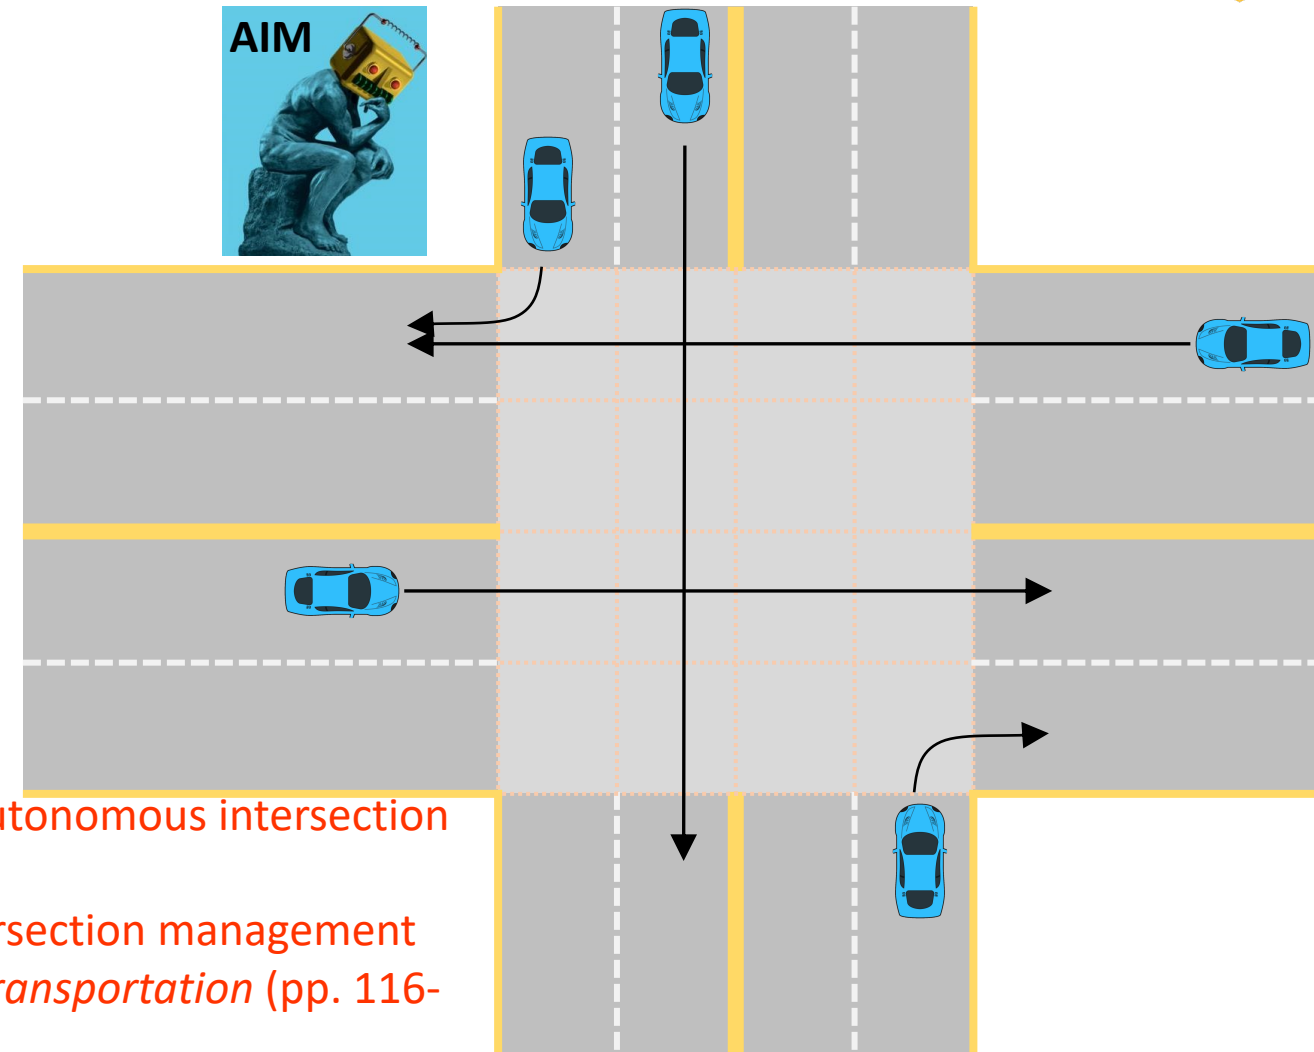 AIM
utonomous intersection
rsection management
ransportation (pp. 116-